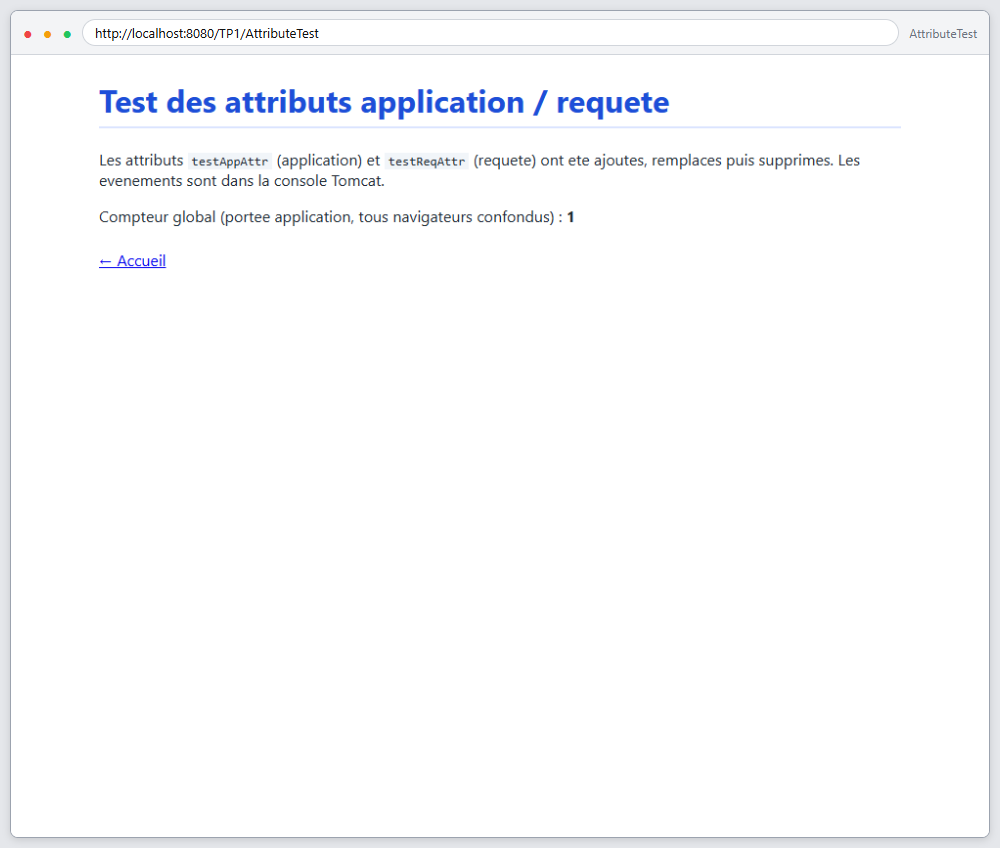 http://localhost:8080/TP1/AttributeTest
AttributeTest
Test des attributs application / requete
Les attributs testAppAttr (application) et testReqAttr (requete) ont ete ajoutes, remplaces puis supprimes. Les
evenements sont dans la console Tomcat.
Compteur global (portee application, tous navigateurs confondus) : 1
← Accueil